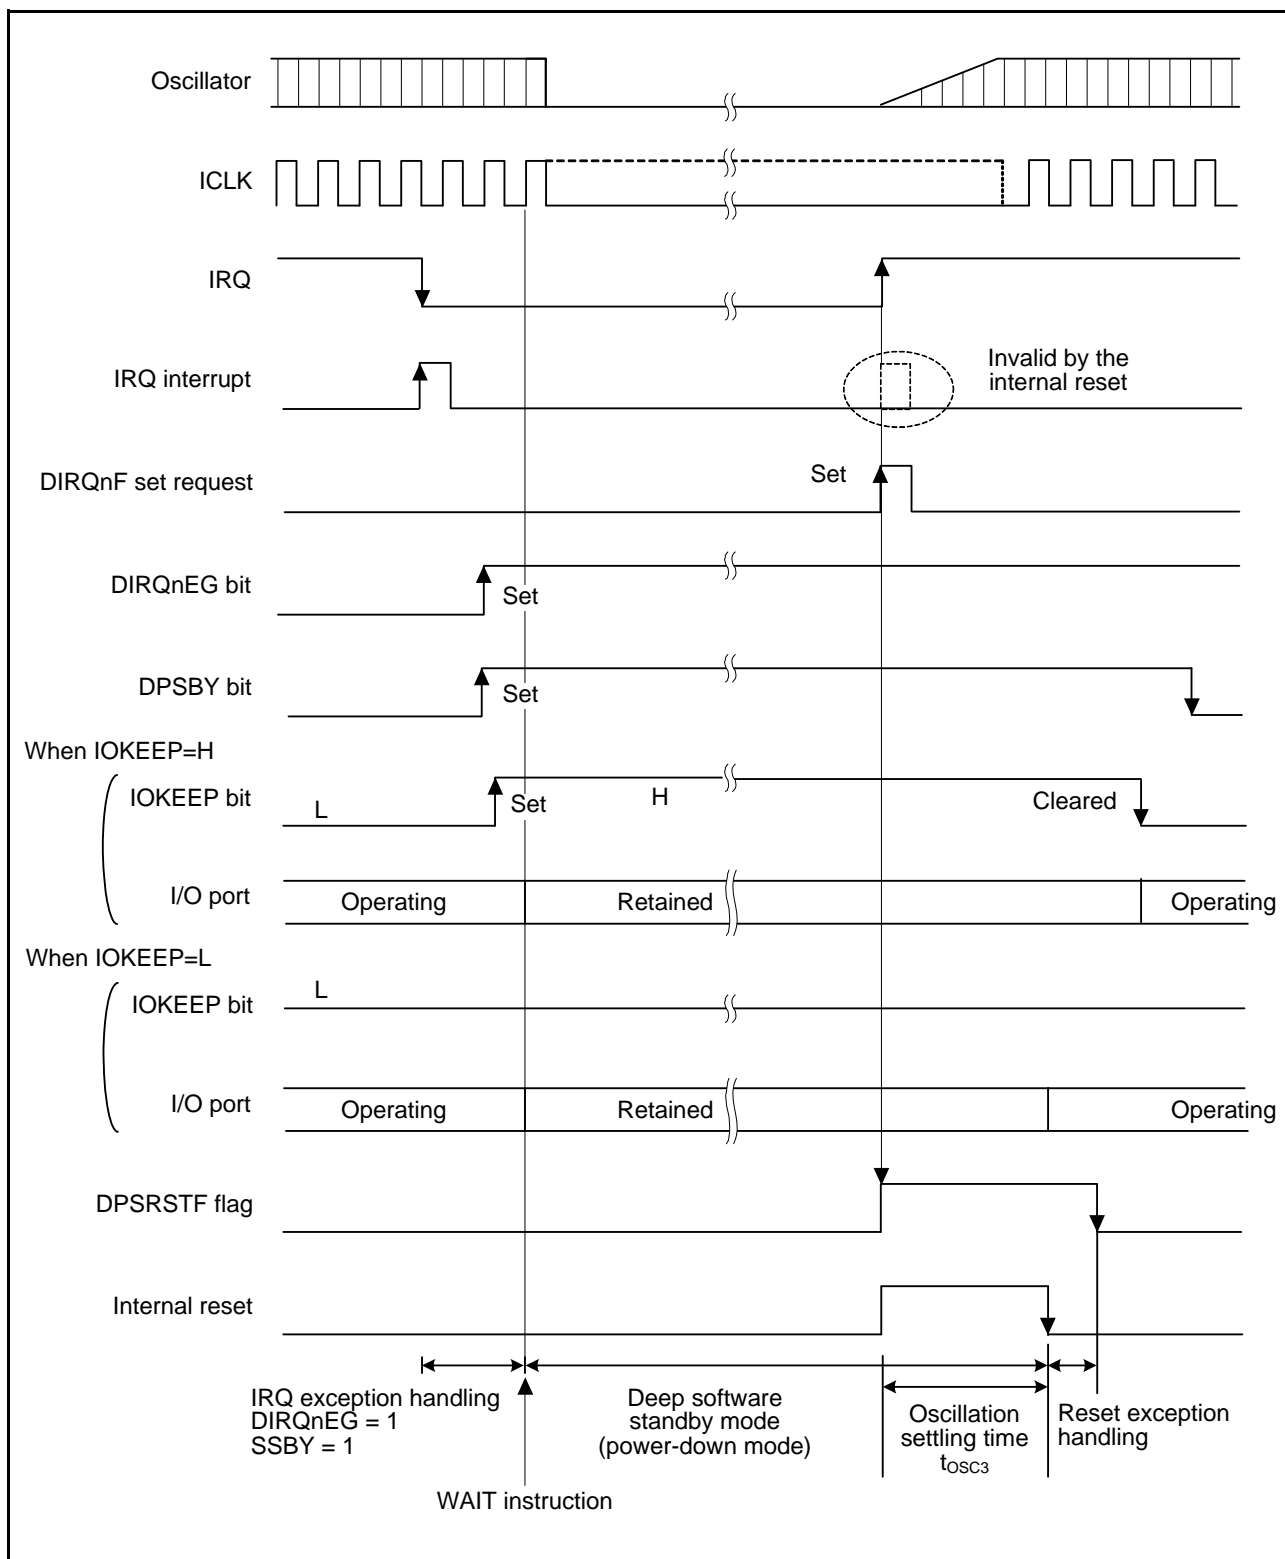 Oscillator
ICLK
IRQ
IRQ interrupt
Invalid by the
internal reset
DIRQnF set request
Set
DIRQnEG bit
Set
DPSBY bit
Set
When IOKEEP=H
IOKEEP bit
L
Set
H
Cleared
I/O port
Operating
Retained
Operating
When IOKEEP=L
IOKEEP bit
L
I/O port
Operating
Retained
Operating
DPSRSTF flag
Internal reset
IRQ exception handling
DIRQnEG = 1
SSBY = 1
Deep software
standby mode
(power-down mode)
Oscillation
settling time
tOSC3
Reset exception
handling
WAIT instruction